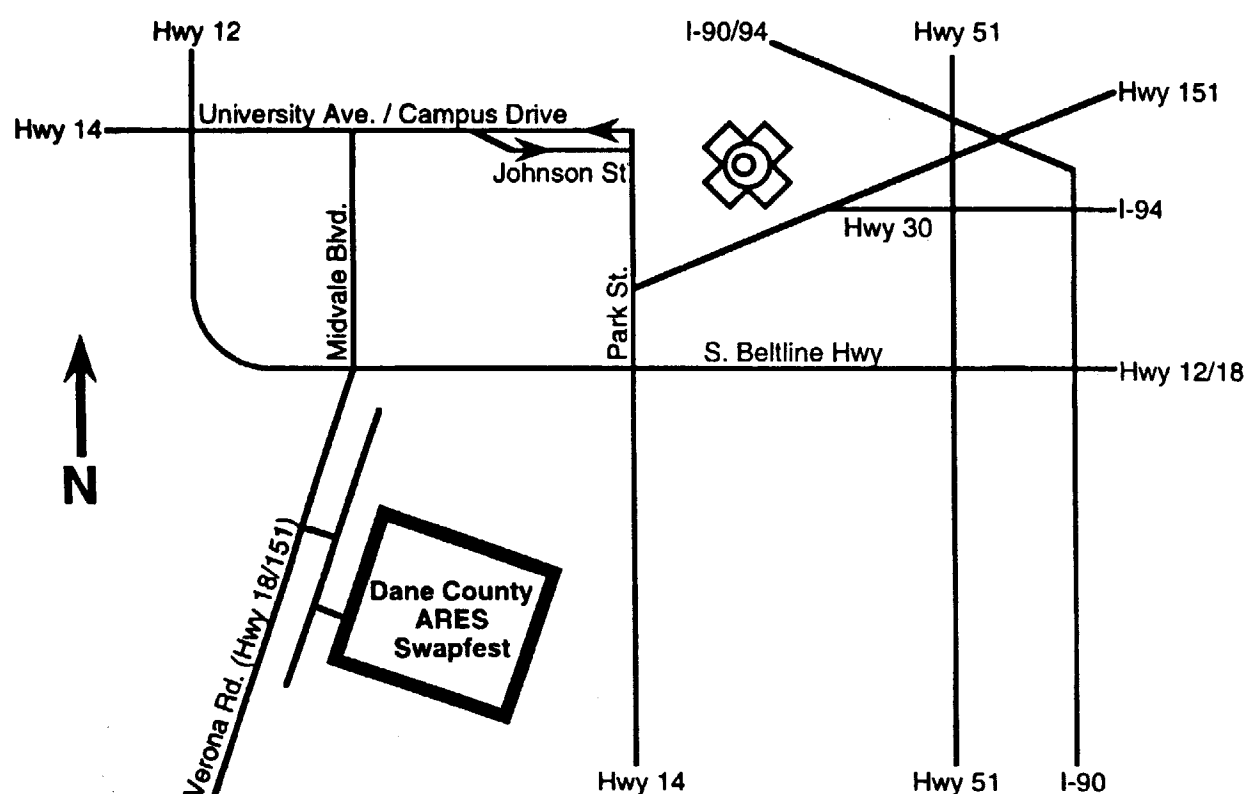 Hwy 12
I-90/94
Hwy 51
Hwy 151
University Ave. / Campus Drive
Hwy 14
Johnson St
I-94
Hwy 30
Midvale Blvd.
Park St.
S. Beltline Hwy
Hwy 12/18
N
Verona Rd. (Hwy 18/151)
Dane County
ARES
Swapfest
Hwy 14
Hwy 51
I-90